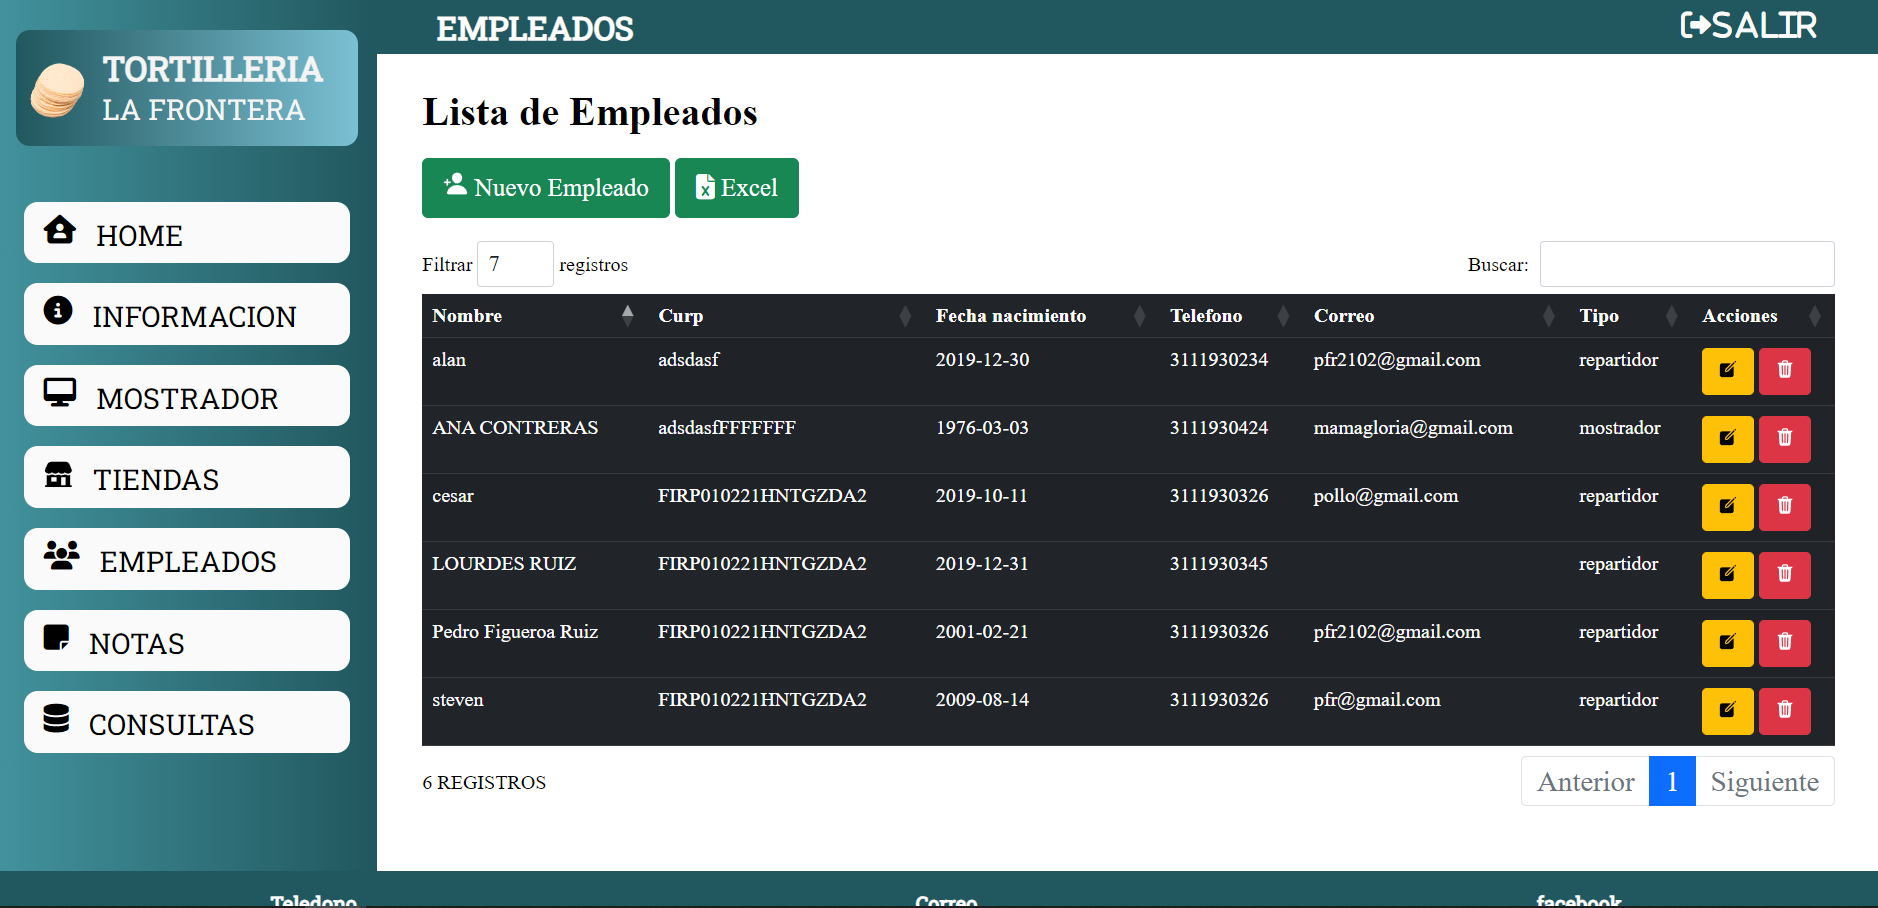 TORTILLERIA
LA FRONTERA
HOME
INFORMACION
MOSTRADOR
TIENDAS
EMPLEADOS
NOTAS
CONSULTAS
EMPLEADOS
SALIR
Lista de Empleados
Nuevo Empleado Excel
Filtrar 7 registros Buscar:
Nombre Curp Fecha nacimiento Telefono Correo Tipo Acciones
alan adsdasf 2019-12-30 3111930234 pfr2102@gmail.com repartidor
ANA CONTRERAS adsdasfFFFFFFF 1976-03-03 3111930424 mamagloria@gmail.com mostrador
cesar FIRP010221HNTGZDA2 2019-10-11 3111930326 pollo@gmail.com repartidor
LOURDES RUIZ FIRP010221HNTGZDA2 2019-12-31 3111930345 repartidor
Pedro Figueroa Ruiz FIRP010221HNTGZDA2 2001-02-21 3111930326 pfr2102@gmail.com repartidor
steven FIRP010221HNTGZDA2 2009-08-14 3111930326 pfr@gmail.com repartidor
6 REGISTROS Anterior 1 Siguiente
Teledono Correo facebook